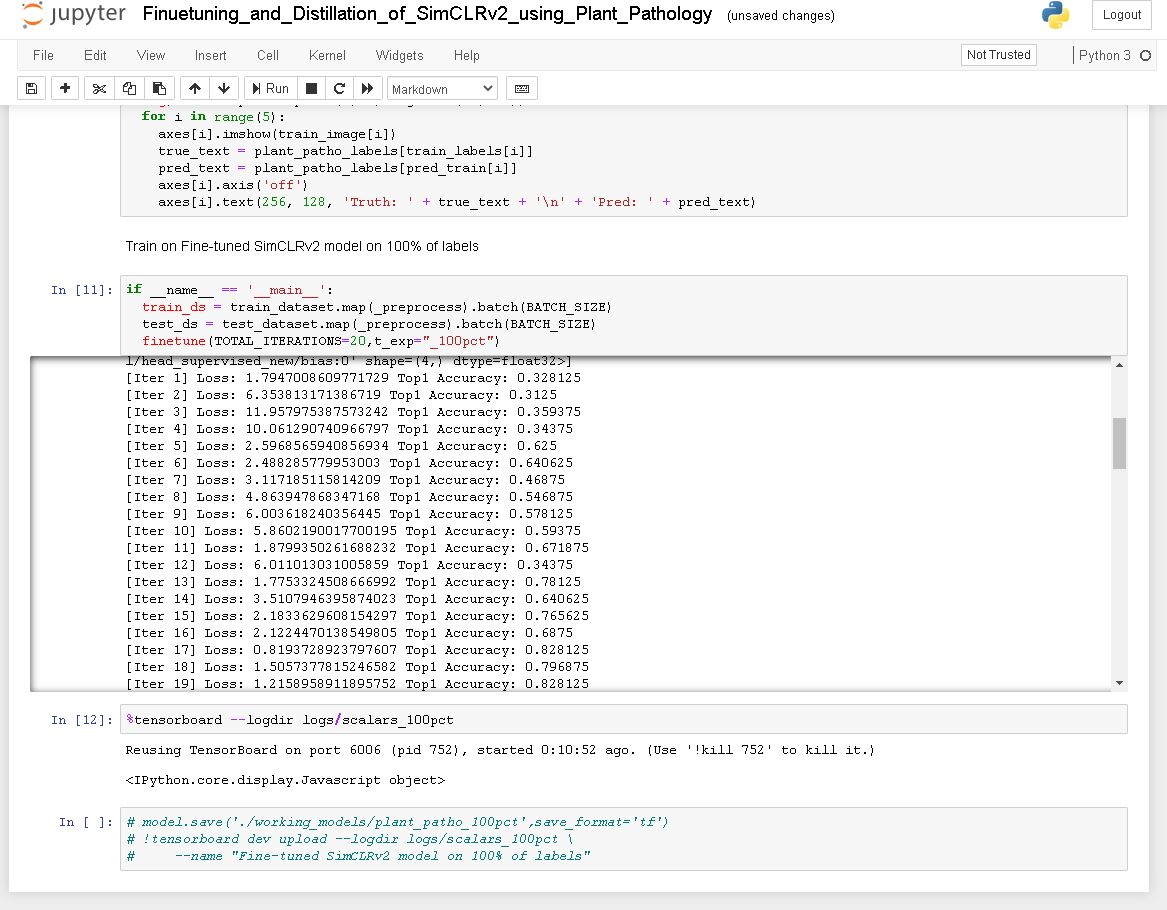 jupyter Finuetuning_and_Distillation_of_SimCLRv2_using_Plant_Pathology (unsaved changes) Logout
File Edit View Insert Cell Kernel Widgets Help Not Trusted Python 3
Run Markdown
for i in range(5):
axes[i].imshow(train_image[i])
true_text = plant_patho_labels[train_labels[i]]
pred_text = plant_patho_labels[pred_train[i]]
axes[i].axis('off')
axes[i].text(256, 128, 'Truth: ' + true_text + '\n' + 'Pred: ' + pred_text)
Train on Fine-tuned SimCLRv2 model on 100% of labels
In [11]: if __name__ == '__main__':
train_ds = train_dataset.map(_preprocess).batch(BATCH_SIZE)
test_ds = test_dataset.map(_preprocess).batch(BATCH_SIZE)
finetune(TOTAL_ITERATIONS=20,t_exp="_100pct")
l/head_supervised_new/bias:0' shape=(4,) dtype=float32>]
[Iter 1] Loss: 1.7947008609771729 Top1 Accuracy: 0.328125
[Iter 2] Loss: 6.353813171386719 Top1 Accuracy: 0.3125
[Iter 3] Loss: 11.957975387573242 Top1 Accuracy: 0.359375
[Iter 4] Loss: 10.061290740966797 Top1 Accuracy: 0.34375
[Iter 5] Loss: 2.5968565940856934 Top1 Accuracy: 0.625
[Iter 6] Loss: 2.488285779953003 Top1 Accuracy: 0.640625
[Iter 7] Loss: 3.117185115814209 Top1 Accuracy: 0.46875
[Iter 8] Loss: 4.863947868347168 Top1 Accuracy: 0.546875
[Iter 9] Loss: 6.003618240356445 Top1 Accuracy: 0.578125
[Iter 10] Loss: 5.8602190017700195 Top1 Accuracy: 0.59375
[Iter 11] Loss: 1.8799350261688232 Top1 Accuracy: 0.671875
[Iter 12] Loss: 6.011013031005859 Top1 Accuracy: 0.34375
[Iter 13] Loss: 1.7753324508666992 Top1 Accuracy: 0.78125
[Iter 14] Loss: 3.5107946395874023 Top1 Accuracy: 0.640625
[Iter 15] Loss: 2.1833629608154297 Top1 Accuracy: 0.765625
[Iter 16] Loss: 2.1224470138549805 Top1 Accuracy: 0.6875
[Iter 17] Loss: 0.8193728923797607 Top1 Accuracy: 0.828125
[Iter 18] Loss: 1.5057377815246582 Top1 Accuracy: 0.796875
[Iter 19] Loss: 1.2158958911895752 Top1 Accuracy: 0.828125
In [12]: %tensorboard --logdir logs/scalars_100pct
Reusing TensorBoard on port 6006 (pid 752), started 0:10:52 ago. (Use '!kill 752' to kill it.)
<IPython.core.display.Javascript object>
In [ ]: # model.save('./working_models/plant_patho_100pct',save_format='tf')
# !tensorboard dev upload --logdir logs/scalars_100pct \
# --name "Fine-tuned SimCLRv2 model on 100% of labels"